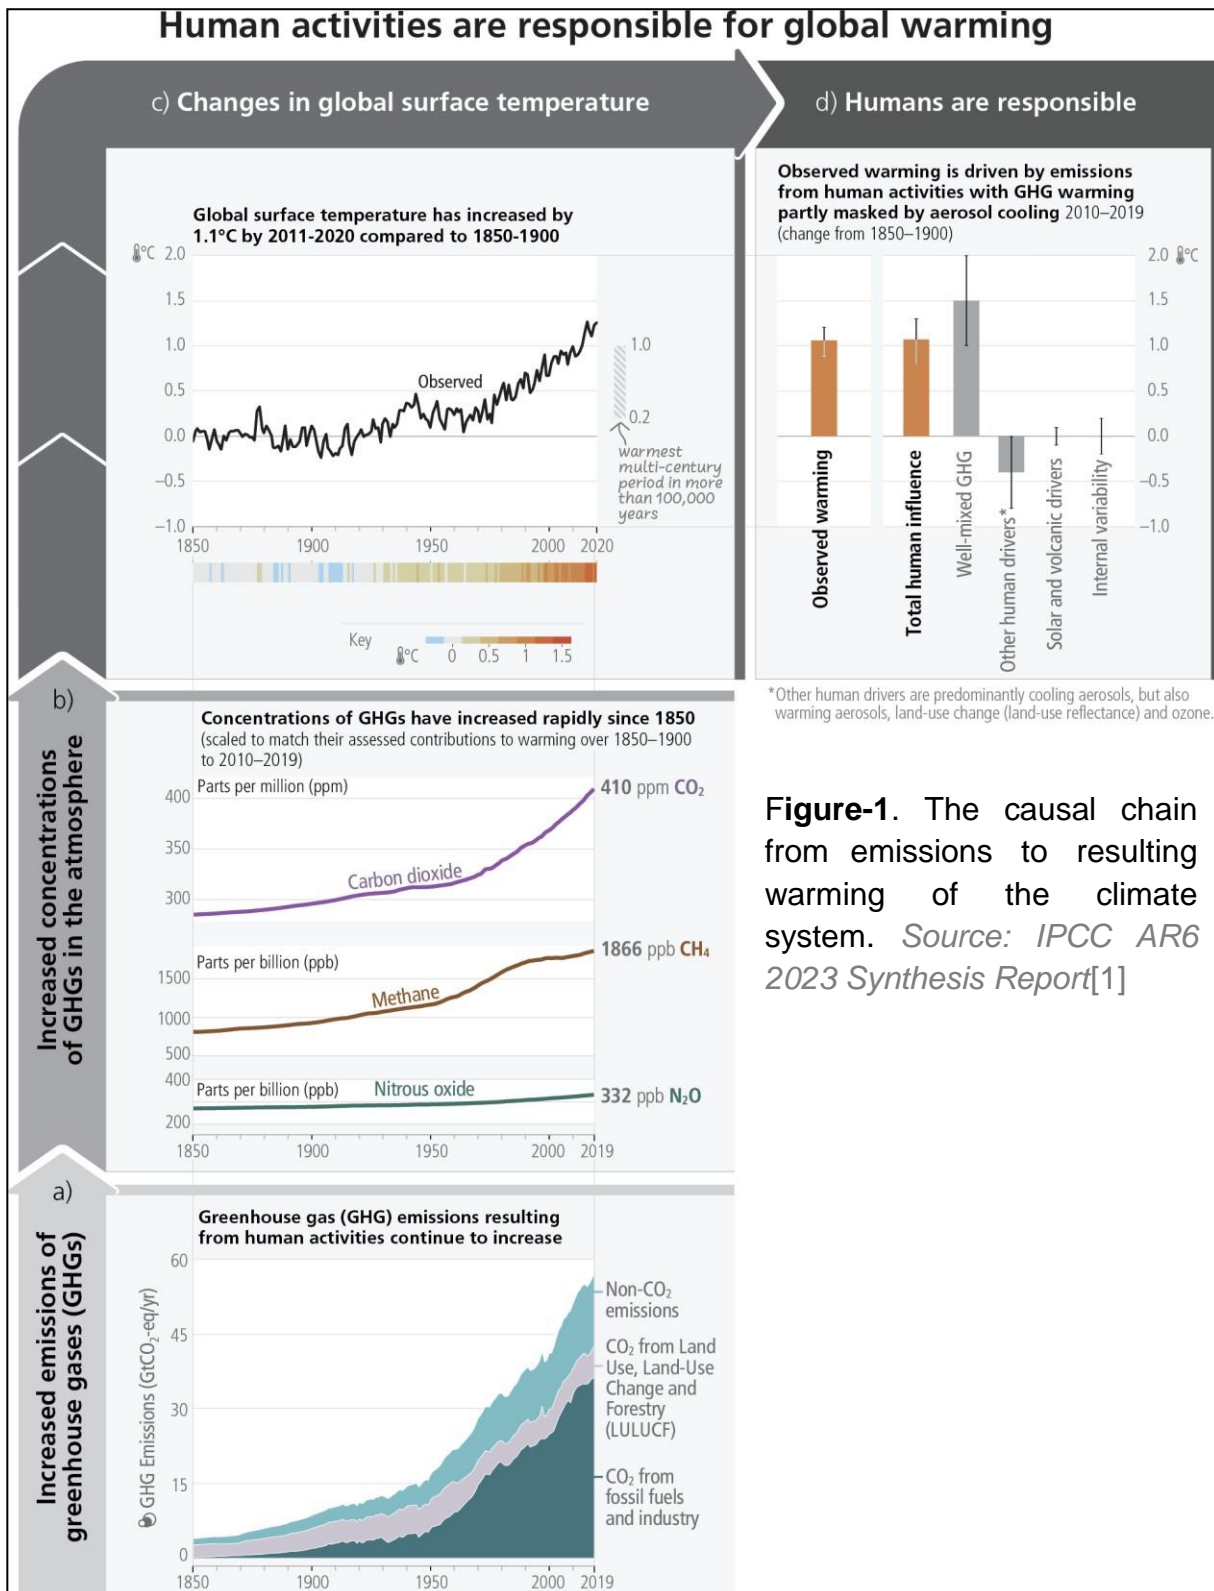 Human activities are responsible for global warming
c) Changes in global surface temperature
d) Humans are responsible
Global surface temperature has increased by
1.1°C by 2011-2020 compared to 1850-1900
°C 2.0
1.5
1.0
0.5
0.0
−0.5
−1.0
Observed
1.0
0.2
warmest
multi-century
period in more
than 100,000
years
1850 1900 1950 2000 2020
Key
°C 0 0.5 1 1.5
Observed warming is driven by emissions
from human activities with GHG warming
partly masked by aerosol cooling 2010–2019
(change from 1850–1900)
2.0 °C
1.5
1.0
0.5
0.0
−0.5
−1.0
Observed warming
Total human influence
Well-mixed GHG
Other human drivers*
Solar and volcanic drivers
Internal variability
*Other human drivers are predominantly cooling aerosols, but also
warming aerosols, land-use change (land-use reflectance) and ozone.
b)
Increased concentrations
of GHGs in the atmosphere
Concentrations of GHGs have increased rapidly since 1850
(scaled to match their assessed contributions to warming over 1850–1900
to 2010–2019)
Parts per million (ppm)
400
350
300
Carbon dioxide
410 ppm CO₂
Parts per billion (ppb)
1500
1000
500
Methane
1866 ppb CH₄
400
Parts per billion (ppb)
Nitrous oxide
200
332 ppb N₂O
1850 1900 1950 2000 2019
Figure-1. The causal chain
from emissions to resulting
warming of the climate
system. Source: IPCC AR6
2023 Synthesis Report[1]
a)
Increased emissions of
greenhouse gases (GHGs)
Greenhouse gas (GHG) emissions resulting
from human activities continue to increase
GHG Emissions (GtCO₂-eq/yr)
60
45
30
15
0
Non-CO₂
emissions
CO₂ from Land
Use, Land-Use
Change and
Forestry
(LULUCF)
CO₂ from
fossil fuels
and industry
1850 1900 1950 2000 2019